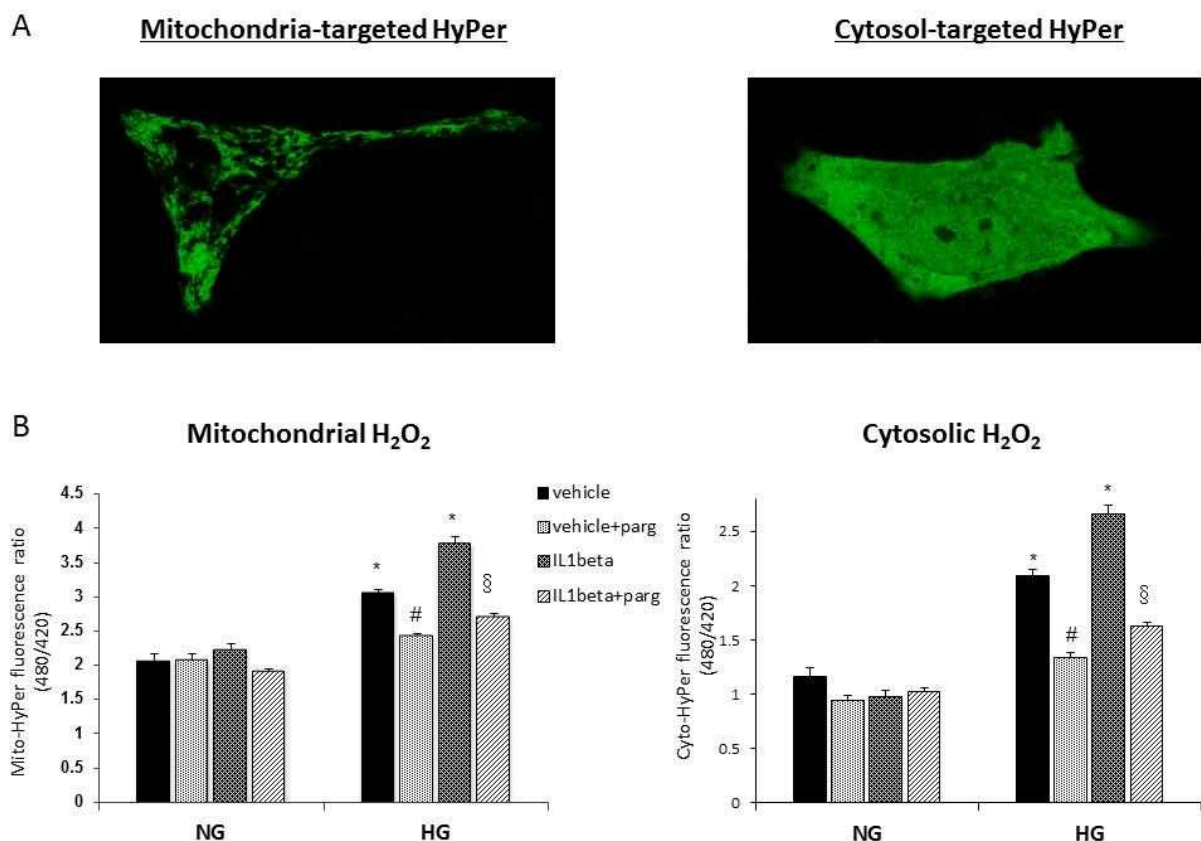 A
Mitochondria-targeted HyPer
Cytosol-targeted HyPer
B
Mitochondrial H₂O₂
Mito-HyPer fluorescence ratio
(480/420)
4.5
4
3.5
3
2.5
2
1.5
1
0.5
0
*
#
*
§
NG
HG
vehicle
vehicle+parg
IL1beta
IL1beta+parg
Cytosolic H₂O₂
Cyto-HyPer fluorescence ratio
(480/420)
2.5
2
1.5
1
0.5
0
*
#
*
§
NG
HG